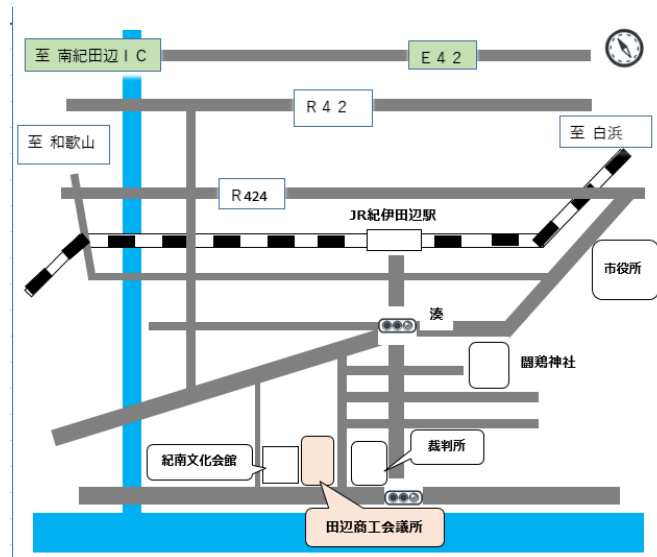 至 南紀田辺ＩＣ
Ｅ４２
Ｒ４２
至 和歌山
至 白浜
Ｒ424
JR紀伊田辺駅
市役所
湊
闘鶏神社
裁判所
紀南文化会館
田辺商工会議所